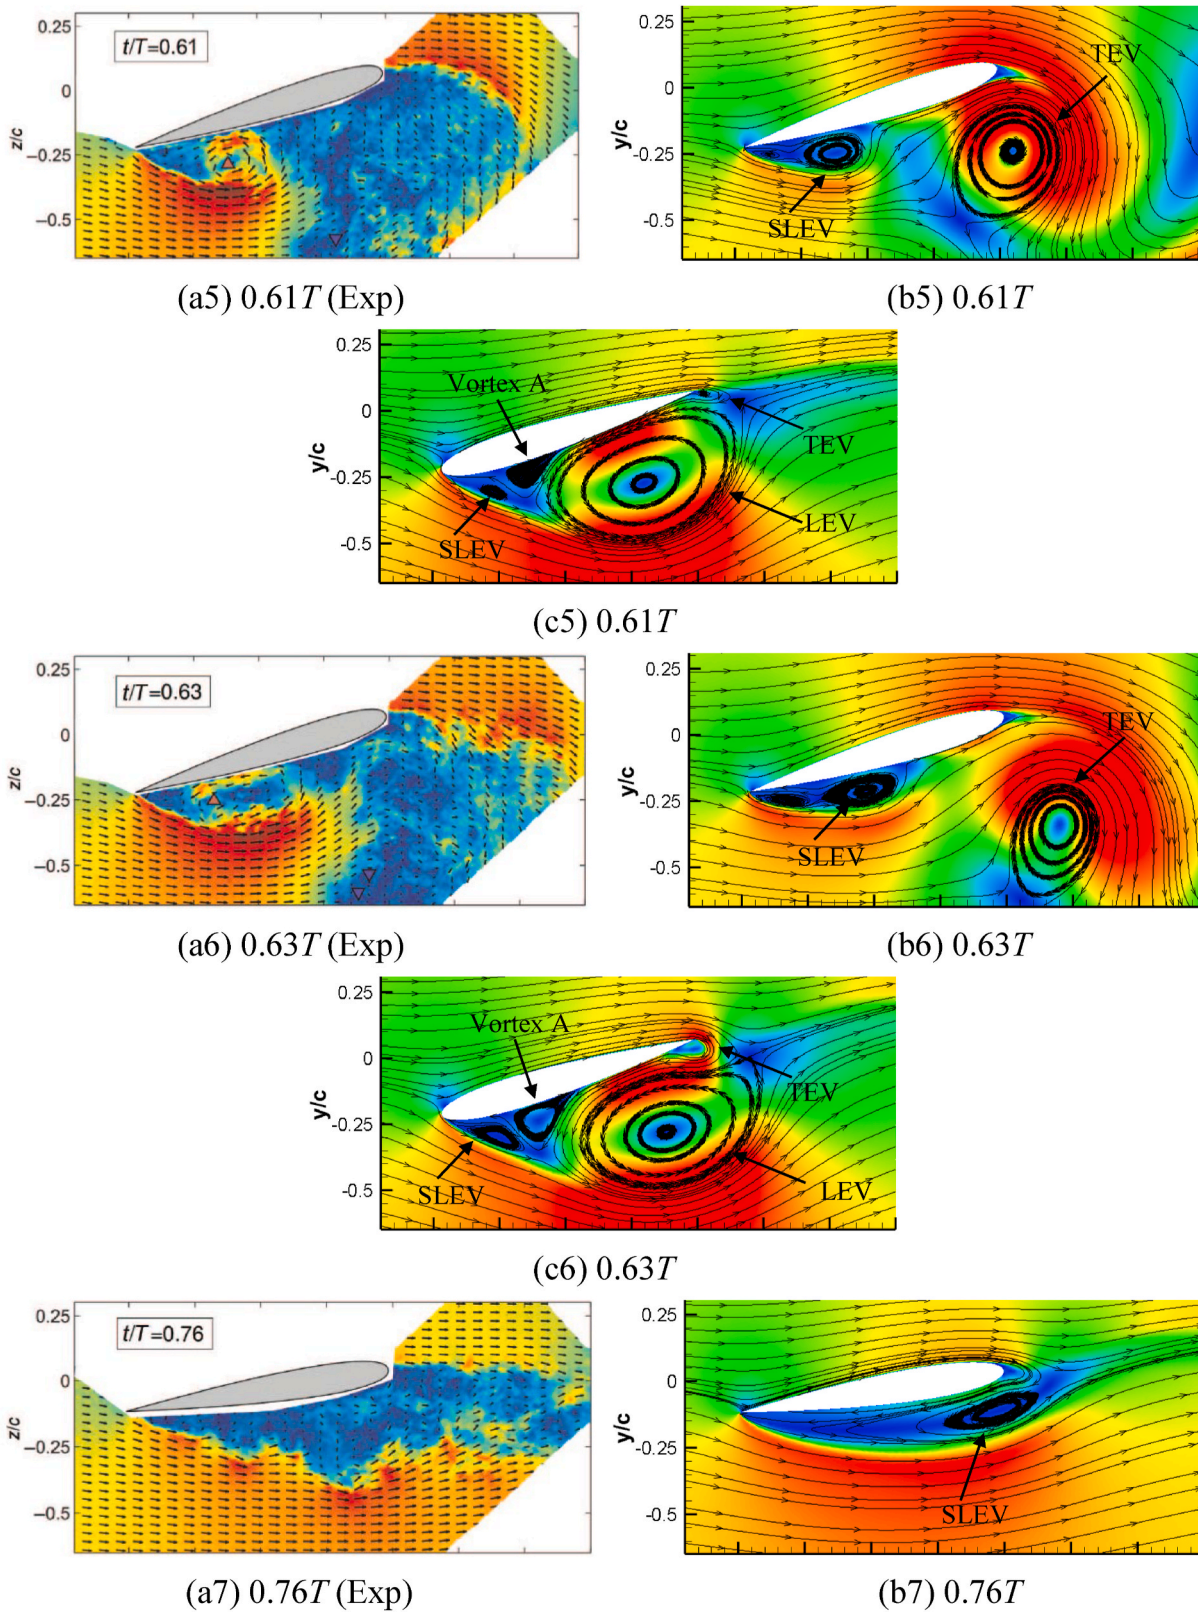 0.25
0
−0.25
−0.5
z/c
t/T=0.61
0.25
0
-0.25
-0.5
y/c
TEV
SLEV
(a5) 0.61T (Exp)
(b5) 0.61T
0.25
0
-0.25
-0.5
y/c
Vortex A
TEV
LEV
SLEV
(c5) 0.61T
0.25
0
−0.25
−0.5
z/c
t/T=0.63
0.25
0
-0.25
-0.5
y/c
TEV
SLEV
(a6) 0.63T (Exp)
(b6) 0.63T
0.25
0
-0.25
-0.5
y/c
Vortex A
TEV
SLEV
LEV
(c6) 0.63T
0.25
0
−0.25
−0.5
z/c
t/T=0.76
0.25
0
-0.25
-0.5
y/c
SLEV
(a7) 0.76T (Exp)
(b7) 0.76T